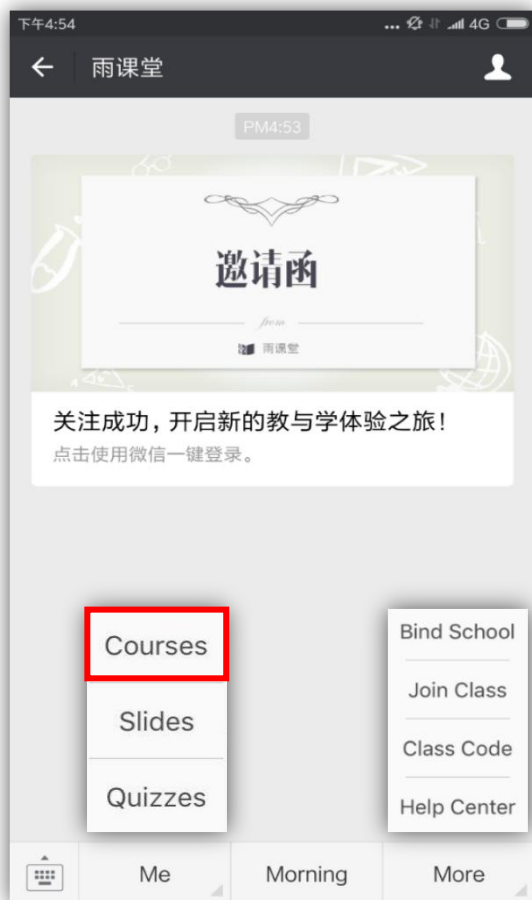 下午4:54
... 4G
雨课堂
PM4:53
邀请函
from
雨课堂
关注成功，开启新的教与学体验之旅！
点击使用微信一键登录。
Courses
Slides
Quizzes
Bind School
Join Class
Class Code
Help Center
Me
Morning
More